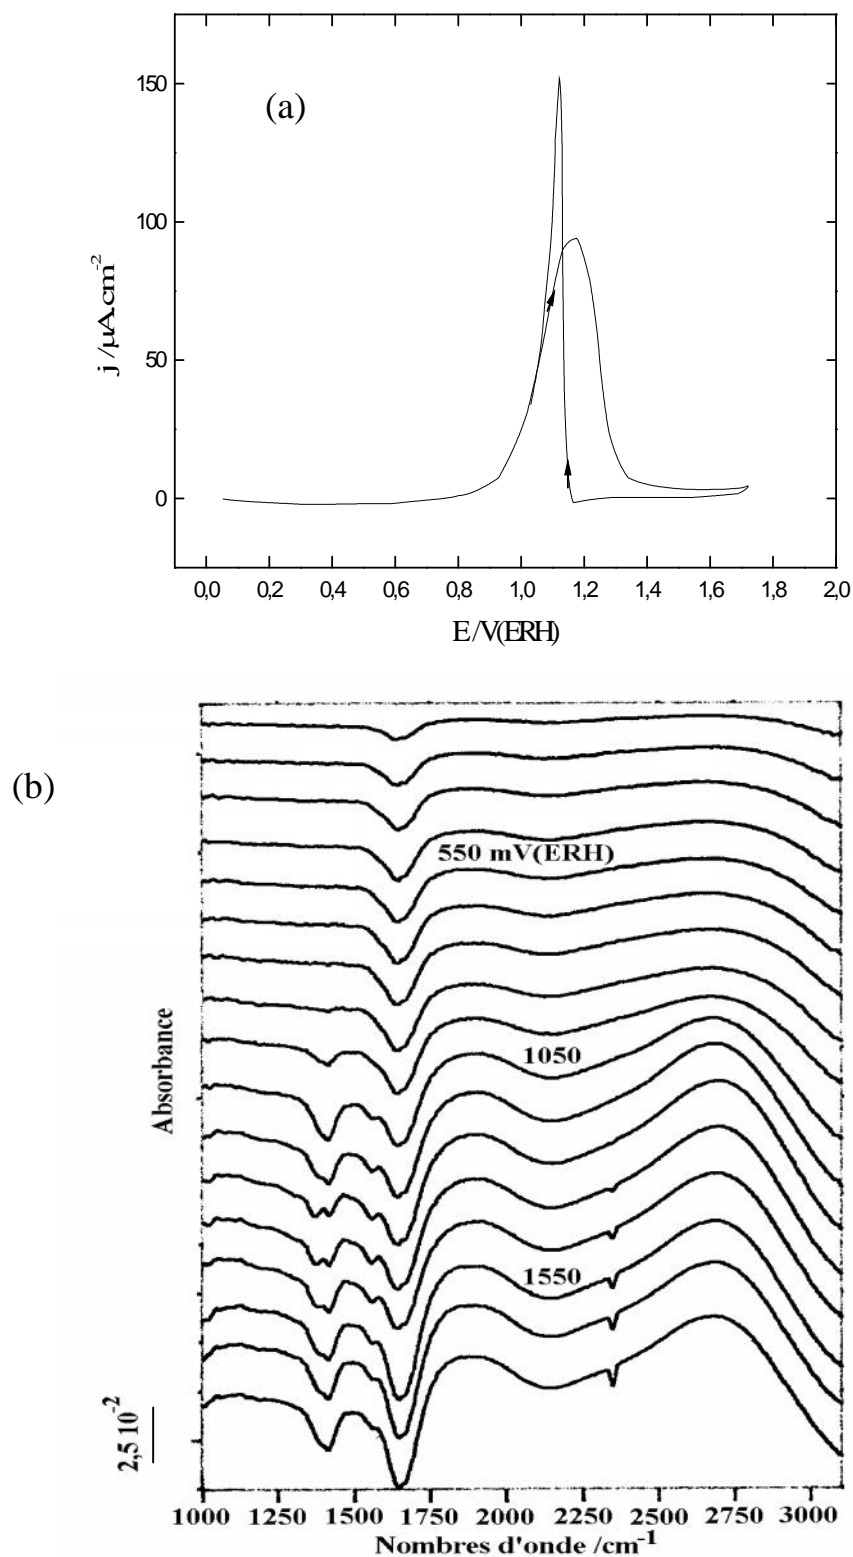 (a)
150
100
50
0
j /µA.cm-2
0,0 0,2 0,4 0,6 0,8 1,0 1,2 1,4 1,6 1,8 2,0
E/V(ERH)
(b)
550 mV(ERH)
1050
1550
Absorbance
2,5 10-2
1000 1250 1500 1750 2000 2250 2500 2750 3000
Nombres d'onde /cm-1